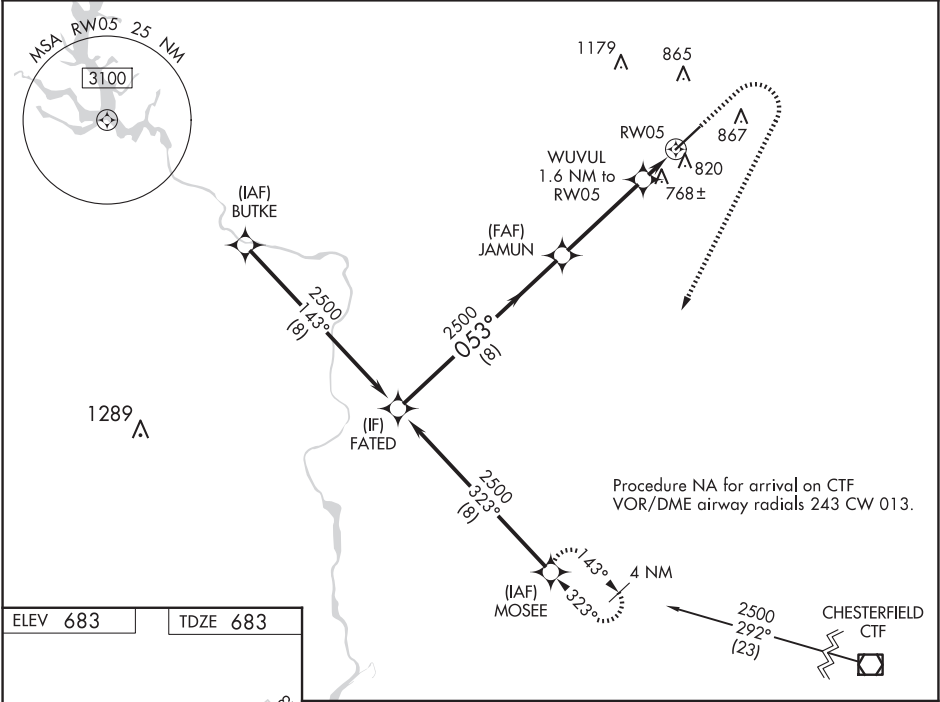 MSA RW05 25 NM
3100
1179
865
867
RW05
820
768±
WUVUL
1.6 NM to
RW05
(IAF)
BUTKE
(FAF)
JAMUN
2500
143°
(8)
2500
053°
(8)
1289
(IF)
FATED
2500
323°
(8)
Procedure NA for arrival on CTF
VOR/DME airway radials 243 CW 013.
143°
4 NM
323°
(IAF)
MOSEE
2500
292°
(23)
CHESTERFIELD
CTF
ELEV 683
TDZE 683